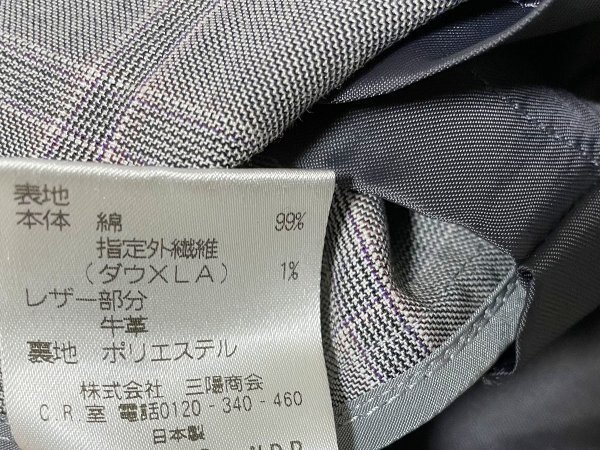 表地
本体 綿 99%
指定外繊維
(ダウXLA) 1%
レザー部分
牛革
裏地 ポリエステル
株式会社 三陽商会
C.R.室 電話0120-340-460
日本製